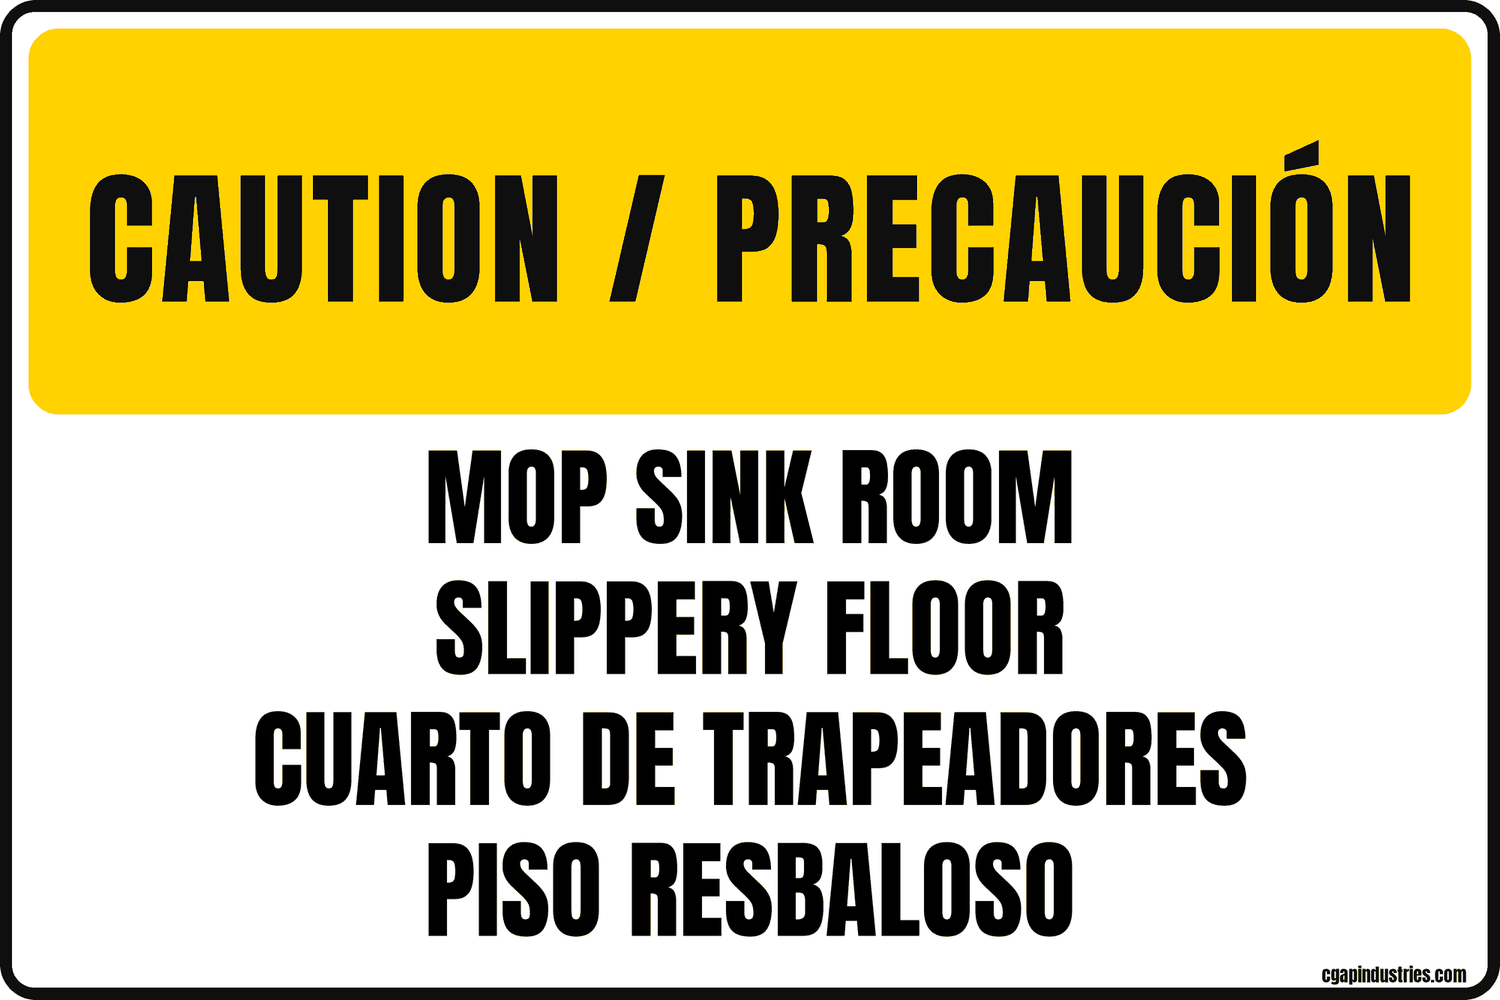 CAUTION / PRECAUCIÓN
MOP SINK ROOM
SLIPPERY FLOOR
CUARTO DE TRAPEADORES
PISO RESBALOSO
cgapindustries.com